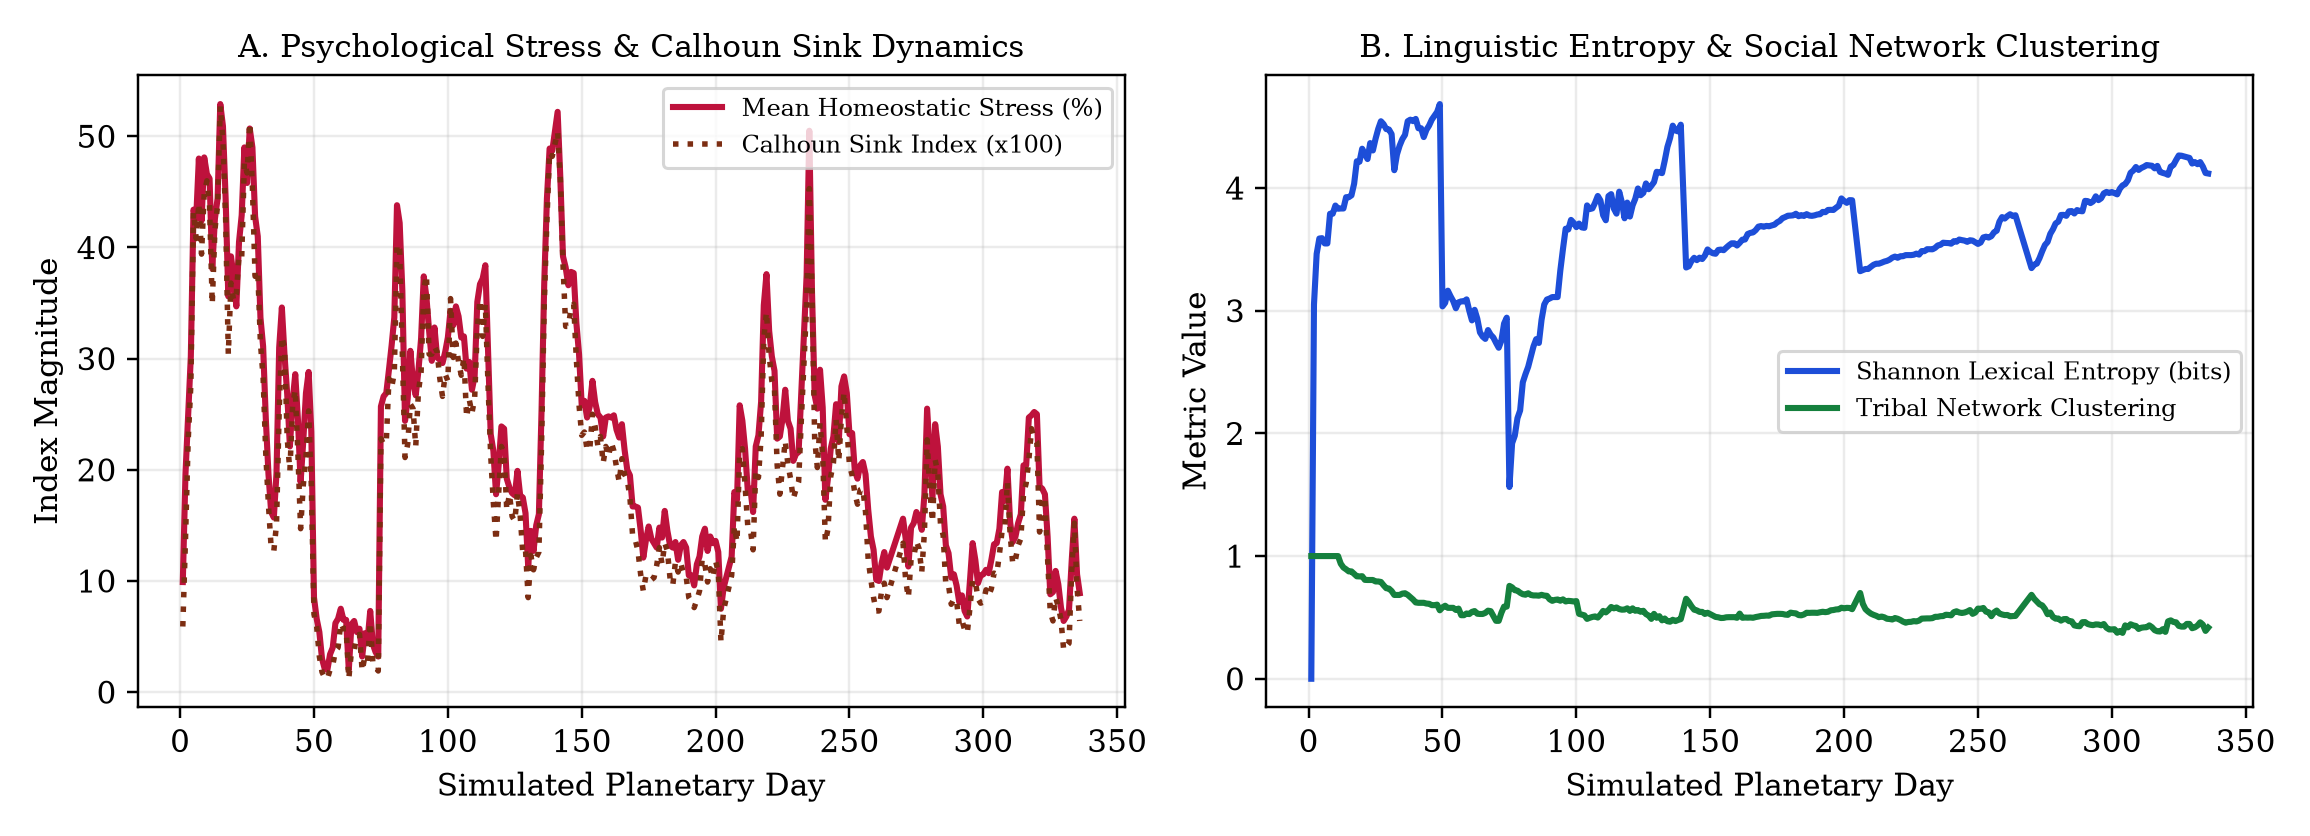 A. Psychological Stress & Calhoun Sink Dynamics
Mean Homeostatic Stress (%)
Calhoun Sink Index (x100)
Index Magnitude
50
40
30
20
10
0
0 50 100 150 200 250 300 350
Simulated Planetary Day
B. Linguistic Entropy & Social Network Clustering
Shannon Lexical Entropy (bits)
Tribal Network Clustering
Metric Value
4
3
2
1
0
0 50 100 150 200 250 300 350
Simulated Planetary Day